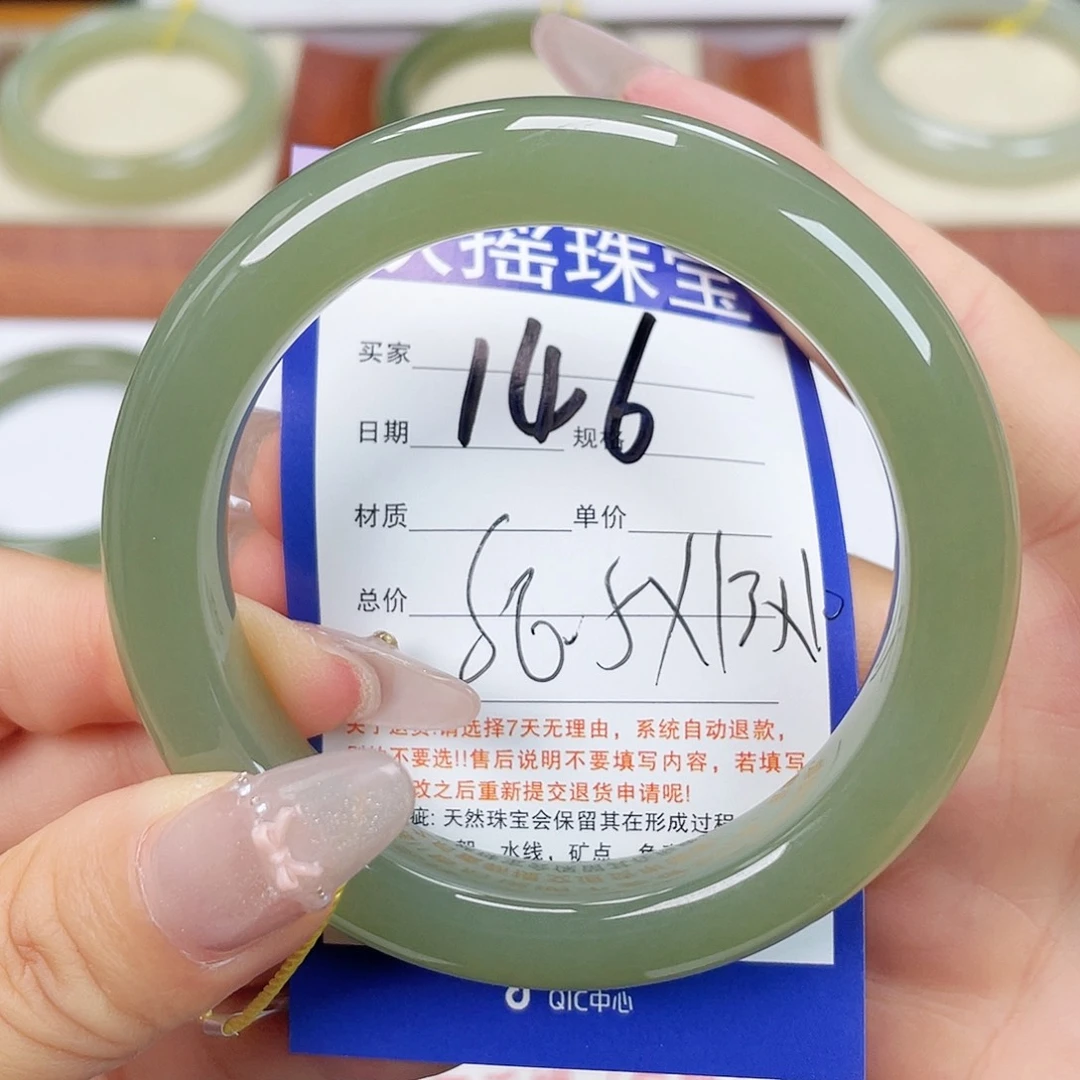 摇珠宝
买家
146
日期 规格
材质 单价
总价
56.5X13X10
请选择7天无理由，系统自动退款，
不要选!!售后说明不要填写内容，若填写
改之后重新提交退货申请呢!
疵: 天然珠宝会保留其在形成过程
水线，矿点
QIC中心